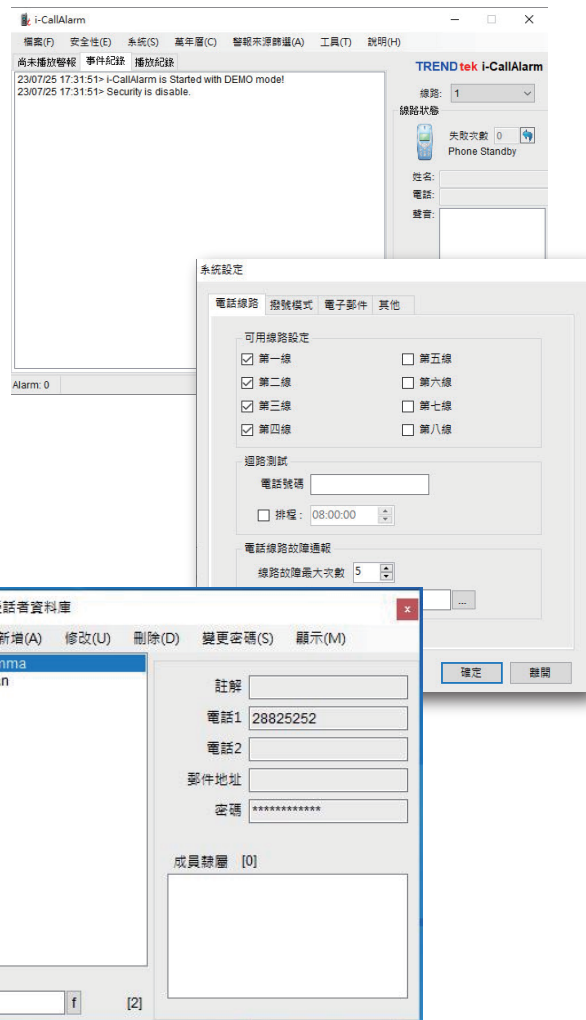 i-CallAlarm
檔案(F) 安全性(E) 系統(S) 萬年曆(C) 警報來源篩選(A) 工具(T) 說明(H)
尚未播放警報 事件紀錄 播放紀錄
23/07/25 17:31:51> i-CallAlarm is Started with DEMO mode!
23/07/25 17:31:51> Security is disable.
TRENDtek i-CallAlarm
線路: 1
線路狀態
失敗次數 0
Phone Standby
姓名:
電話:
聲音:
Alarm: 0
系統設定
電話線路 撥號模式 電子郵件 其他
可用線路設定
第一線 第五線
第二線 第六線
第三線 第七線
第四線 第八線
迴路測試
電話號碼
排程: 08:00:00
電話線路故障通報
線路故障最大次數 5
...
確定 離開
話者資料庫
x
新增(A) 修改(U) 刪除(D) 變更密碼(S) 顯示(M)
註解
電話1 28825252
電話2
郵件地址
密碼 ************
成員隸屬 [0]
f [2]